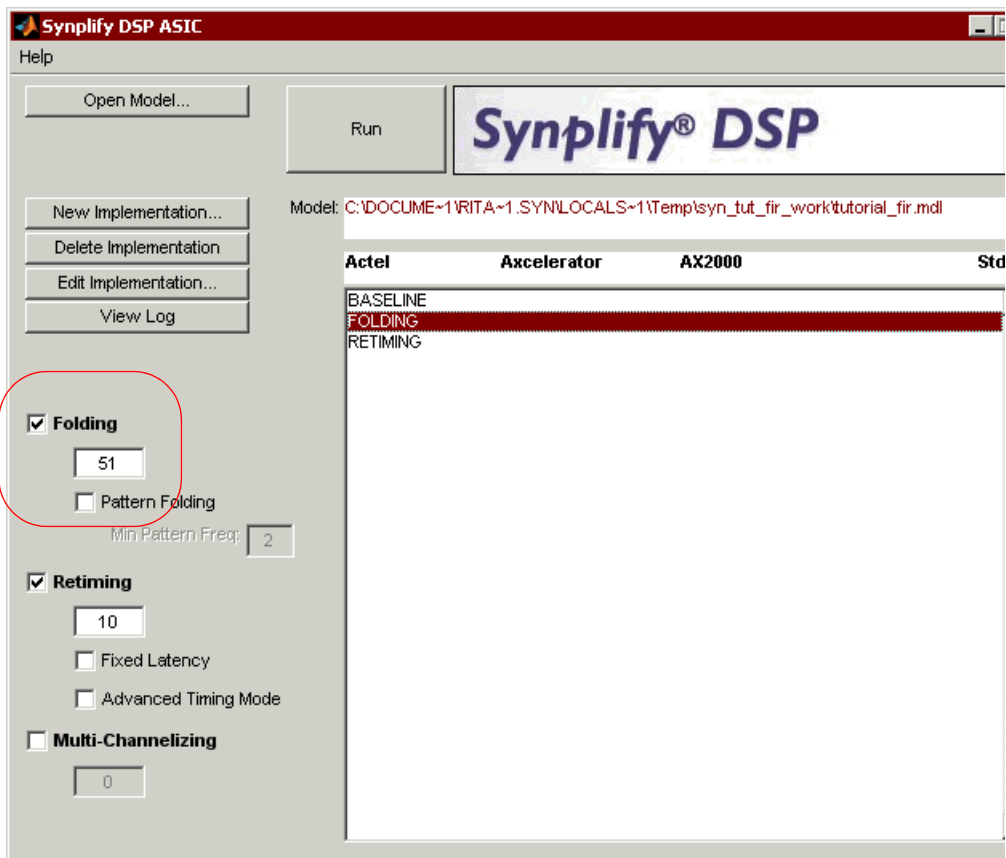 Synplify DSP ASIC
Help
Open Model...
Run
Synplify® DSP
New Implementation...
Delete Implementation
Edit Implementation...
View Log
Model: C:\DOCUME~1\RITA~1.SYN\LOCALS~1\Temp\syn_tut_fir_work\tutorial_fir.mdl
Actel Axcelerator AX2000 Std
BASELINE
FOLDING
RETIMING
Folding
51
Pattern Folding
Min Pattern Freq: 2
Retiming
10
Fixed Latency
Advanced Timing Mode
Multi-Channelizing
0